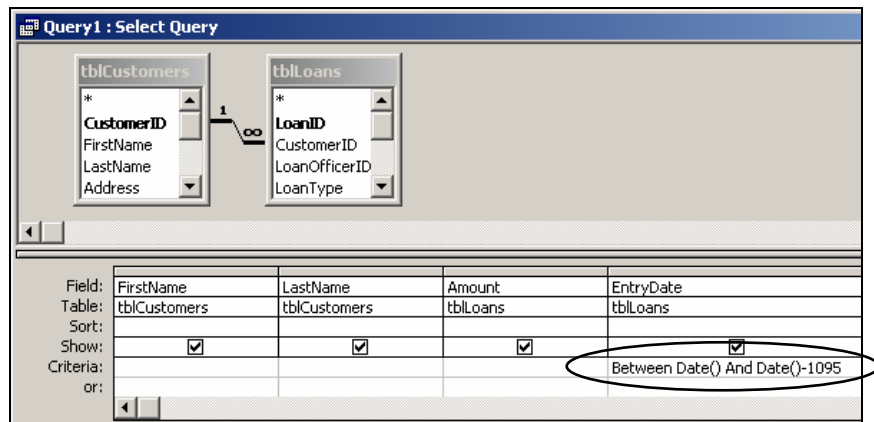 Query1 : Select Query
tblCustomers
*
CustomerID
FirstName
LastName
Address
1
∞
tblLoans
*
LoanID
CustomerID
LoanOfficerID
LoanType
Field: FirstName LastName Amount EntryDate
Table: tblCustomers tblCustomers tblLoans tblLoans
Sort:
Show:
Criteria: Between Date() And Date()-1095
or: